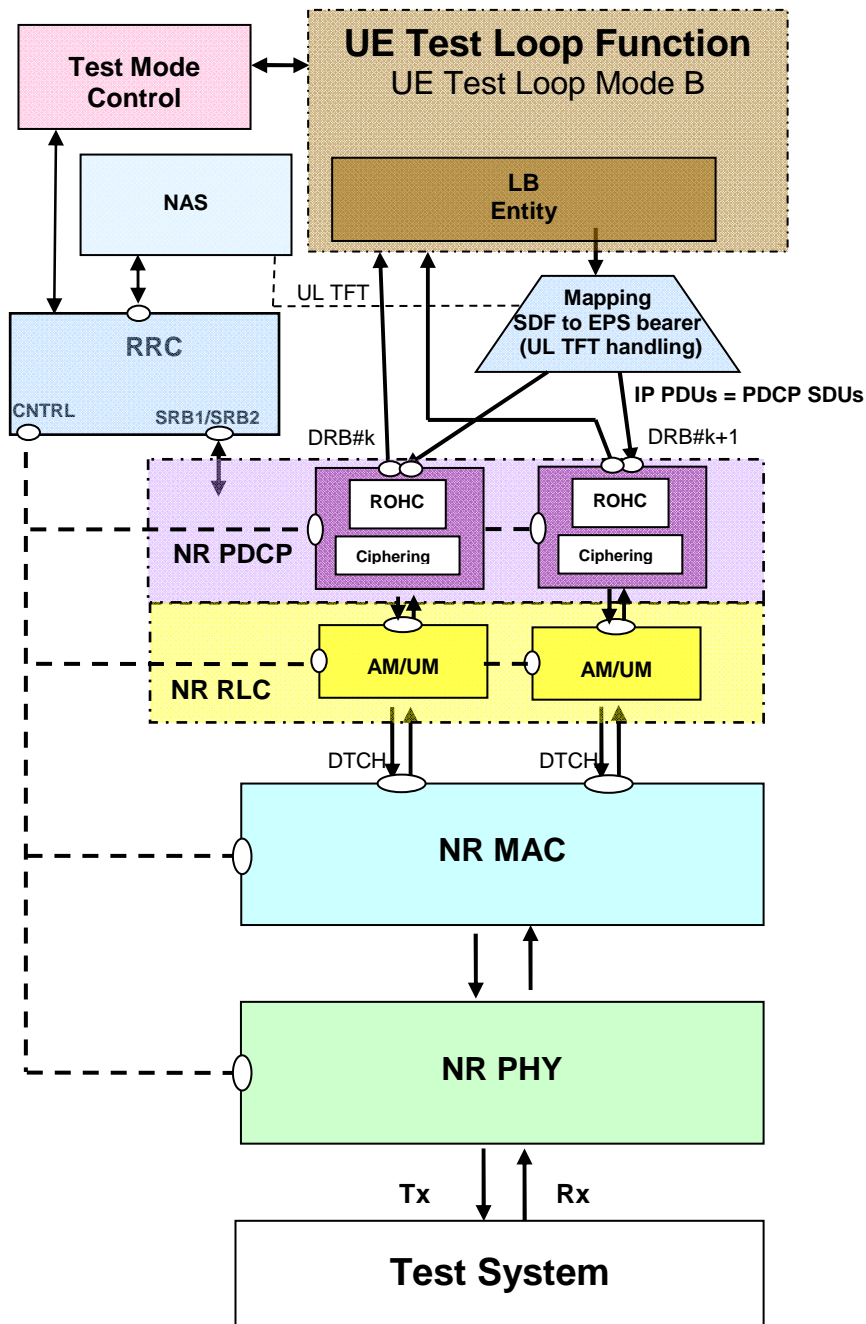 UE Test Loop Function
UE Test Loop Mode B
Test Mode
Control
LB
Entity
NAS
UL TFT
Mapping
SDF to EPS bearer
(UL TFT handling)
RRC
CNTRL
SRB1/SRB2
IP PDUs = PDCP SDUs
DRB#k
DRB#k+1
ROHC
ROHC
Ciphering
Ciphering
NR PDCP
AM/UM
AM/UM
NR RLC
DTCH
DTCH
NR MAC
NR PHY
Tx
Rx
Test System